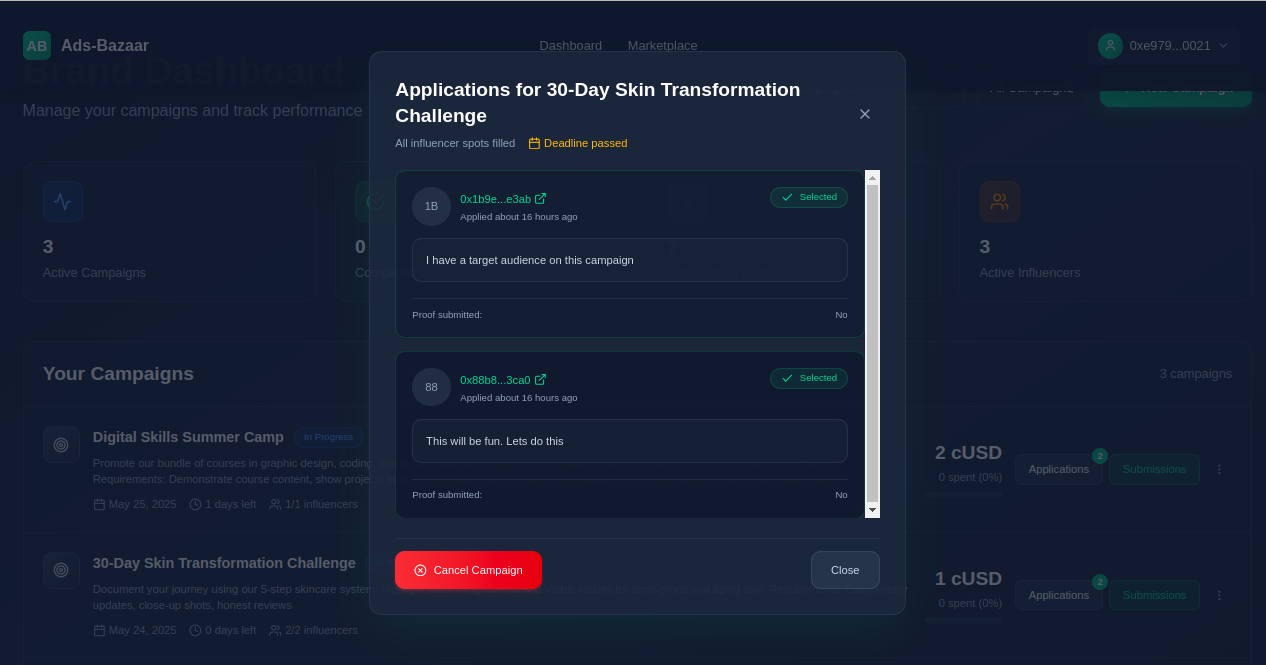 AB Ads-Bazaar
Dashboard
Marketplace
0xe979...0021
Brand Dashboard
Manage your campaigns and track performance
All Campaigns
New Campaign
3
Active Campaigns
0
3
Active Influencers
Your Campaigns
3 campaigns
Digital Skills Summer Camp
In Progress
Promote our bundle of courses in graphic design, coding,
Requirements: Demonstrate course content, show
May 25, 2025
1 days left
1/1 influencers
2 cUSD
0 spent (0%)
Applications
2
Submissions
30-Day Skin Transformation Challenge
Document your journey using our 5-step skincare system
updates, close-up shots, honest reviews
May 24, 2025
0 days left
2/2 influencers
1 cUSD
0 spent (0%)
Applications
2
Submissions
Applications for 30-Day Skin Transformation
Challenge
All influencer spots filled
Deadline passed
1B
0x1b9e...e3ab
Applied about 16 hours ago
Selected
I have a target audience on this campaign
Proof submitted:
No
88
0x88b8...3ca0
Applied about 16 hours ago
Selected
This will be fun. Lets do this
Proof submitted:
No
Cancel Campaign
Close